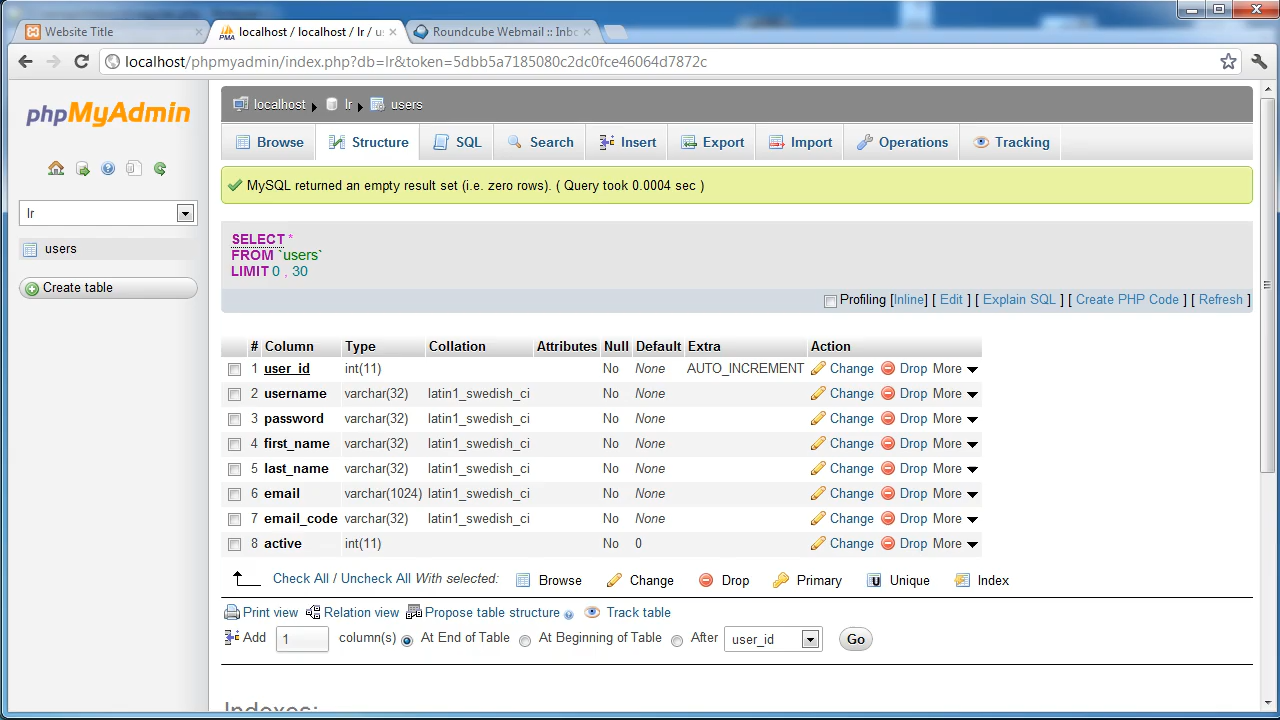 Website Title
localhost / localhost / lr / u
Roundcube Webmail :: Inbo
localhost/phpmyadmin/index.php?db=lr&token=5dbb5a7185080c2dc0fce46064d7872c
phpMyAdmin
lr
users
Create table
localhost lr users
Browse Structure SQL Search Insert Export Import Operations Tracking
MySQL returned an empty result set (i.e. zero rows). ( Query took 0.0004 sec )
SELECT *
FROM `users`
LIMIT 0 , 30
Profiling [Inline] [ Edit ] [ Explain SQL ] [ Create PHP Code ] [ Refresh ]
# Column Type Collation Attributes Null Default Extra Action
1 user_id int(11) No None AUTO_INCREMENT Change Drop More
2 username varchar(32) latin1_swedish_ci No None Change Drop More
3 password varchar(32) latin1_swedish_ci No None Change Drop More
4 first_name varchar(32) latin1_swedish_ci No None Change Drop More
5 last_name varchar(32) latin1_swedish_ci No None Change Drop More
6 email varchar(1024) latin1_swedish_ci No None Change Drop More
7 email_code varchar(32) latin1_swedish_ci No None Change Drop More
8 active int(11) No 0 Change Drop More
Check All / Uncheck All With selected: Browse Change Drop Primary Unique Index
Print view Relation view Propose table structure Track table
Add 1 column(s) At End of Table At Beginning of Table After user_id Go
Indexes: